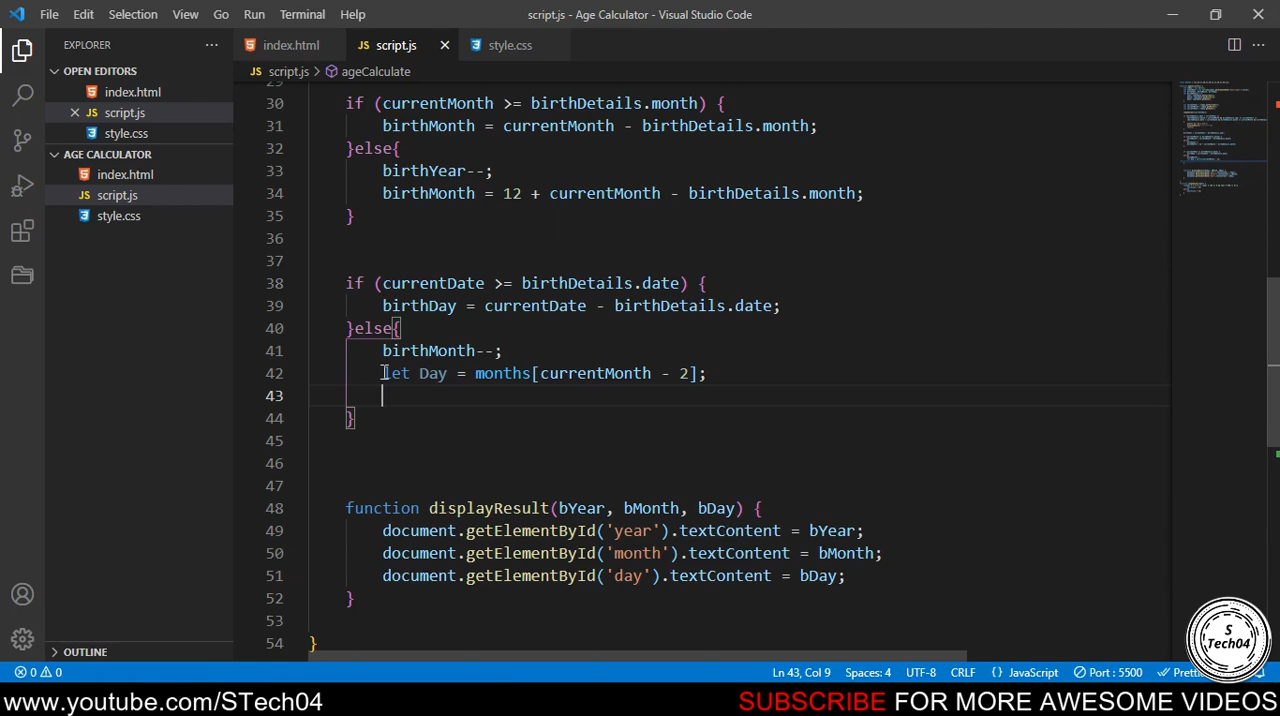 File Edit Selection View Go Run Terminal Help script.js - Age Calculator - Visual Studio Code
EXPLORER ··· index.html script.js style.css
OPEN EDITORS script.js > ageCalculate
index.html
script.js
style.css
AGE CALCULATOR
index.html
script.js
style.css
30 if (currentMonth >= birthDetails.month) {
31 birthMonth = currentMonth - birthDetails.month;
32 }else{
33 birthYear--;
34 birthMonth = 12 + currentMonth - birthDetails.month;
35 }
36
37
38 if (currentDate >= birthDetails.date) {
39 birthDay = currentDate - birthDetails.date;
40 }else{
41 birthMonth--;
42 let Day = months[currentMonth - 2];
43
44 }
45
46
47
48 function displayResult(bYear, bMonth, bDay) {
49 document.getElementById('year').textContent = bYear;
50 document.getElementById('month').textContent = bMonth;
51 document.getElementById('day').textContent = bDay;
52 }
53
54 }
OUTLINE
S
Tech04
0 0 Ln 43, Col 9 Spaces: 4 UTF-8 CRLF {} JavaScript Port : 5500
www.youtube.com/STech04 SUBSCRIBE FOR MORE AWESOME VIDEOS